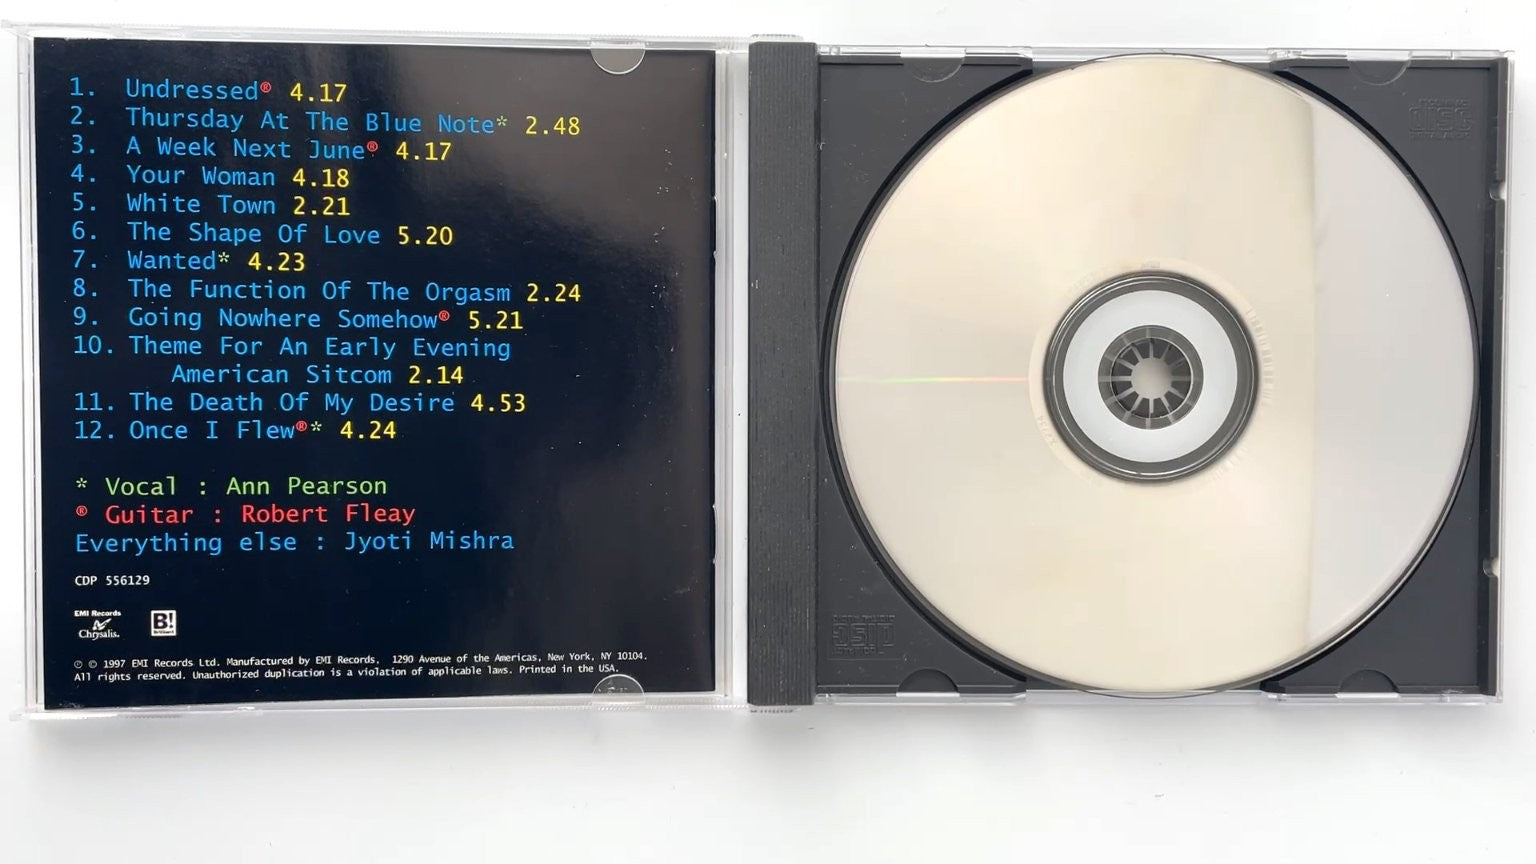 1. Undressed® 4.17
2. Thursday At The Blue Note* 2.48
3. A Week Next June® 4.17
4. Your Woman 4.18
5. White Town 2.21
6. The Shape Of Love 5.20
7. Wanted* 4.23
8. The Function Of The Orgasm 2.24
9. Going Nowhere Somehow® 5.21
10. Theme For An Early Evening
American Sitcom 2.14
11. The Death Of My Desire 4.53
12. Once I Flew®* 4.24
* Vocal : Ann Pearson
® Guitar : Robert Fleay
Everything else : Jyoti Mishra
CDP 556129
EMI Records
Chrysalis.
B!
Brilliant
℗ © 1997 EMI Records Ltd. Manufactured by EMI Records, 1290 Avenue of the Americas, New York, NY 10104.
All rights reserved. Unauthorized duplication is a violation of applicable laws. Printed in the USA.